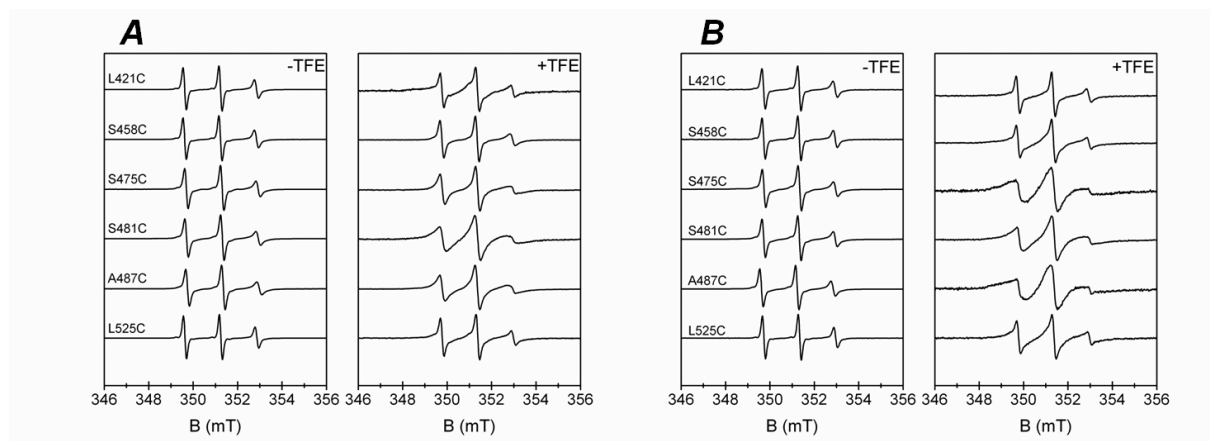 A
B
-TFE
L421C
S458C
S475C
S481C
A487C
L525C
346 348 350 352 354 356
B (mT)
+TFE
346 348 350 352 354 356
B (mT)
-TFE
L421C
S458C
S475C
S481C
A487C
L525C
346 348 350 352 354 356
B (mT)
+TFE
346 348 350 352 354 356
B (mT)